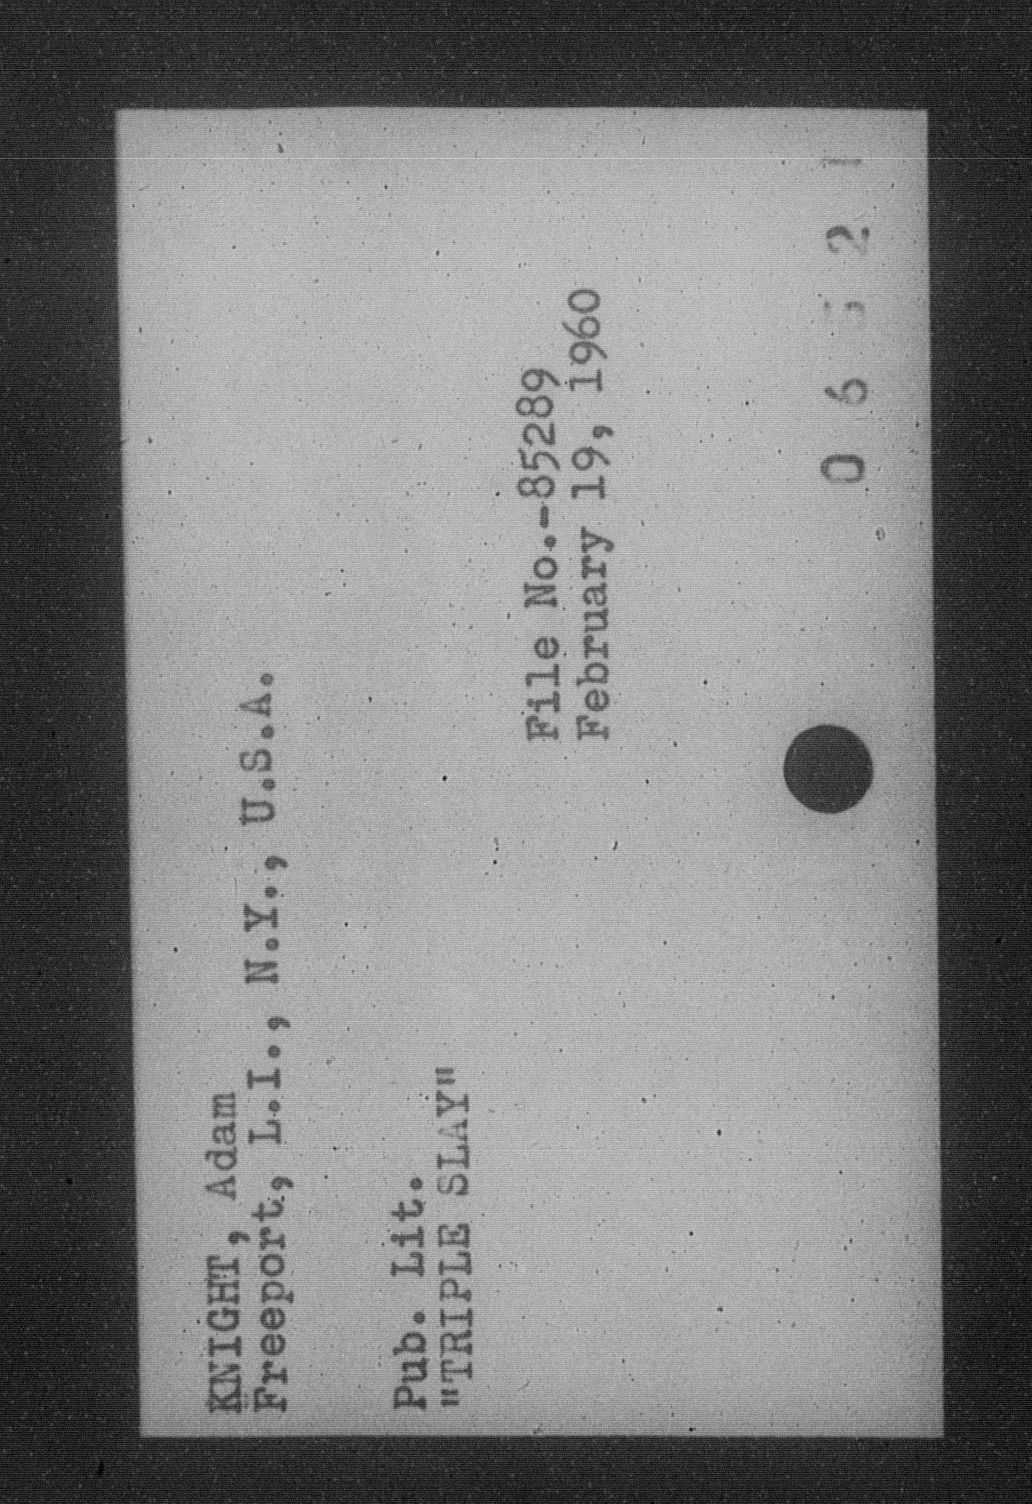 KNIGHT, Adam
Freeport, L.I., N.Y., U.S.A.
Pub. Lit.
"TRIPLE SLAY"
File No.-85289
February 19, 1960